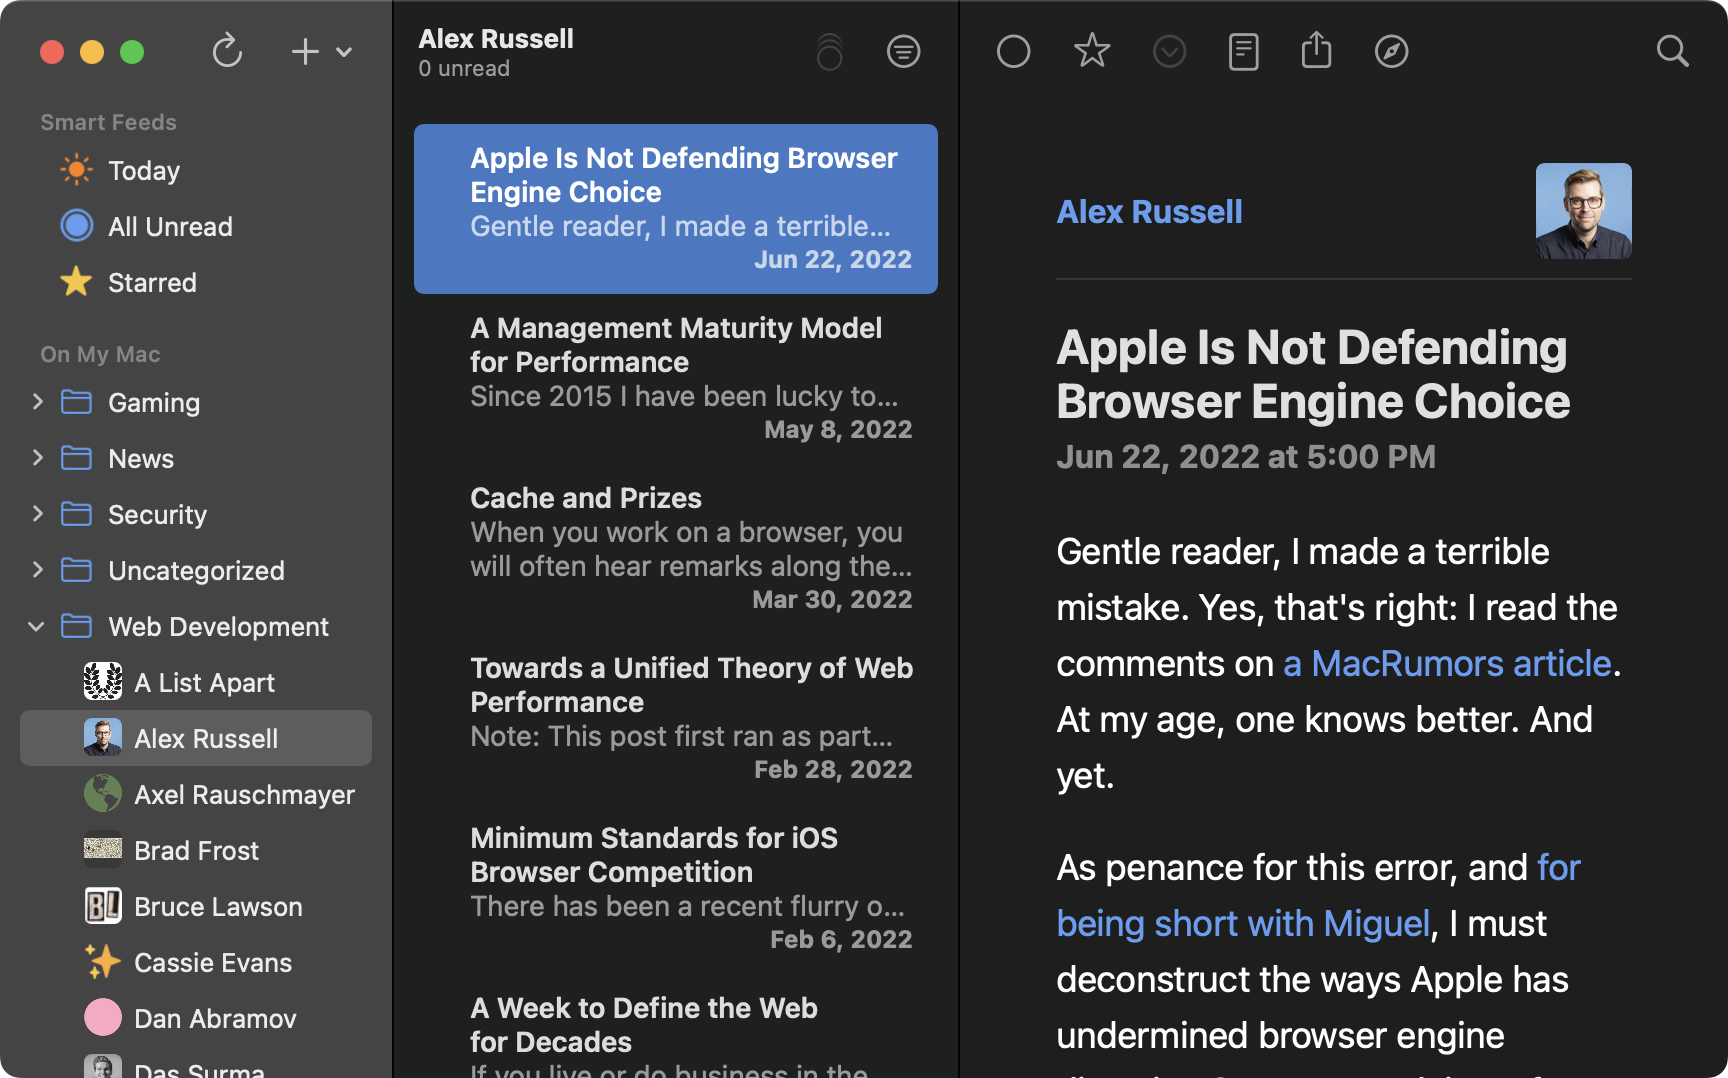 Smart Feeds
Today
All Unread
Starred
On My Mac
Gaming
News
Security
Uncategorized
Web Development
A List Apart
Alex Russell
Axel Rauschmayer
Brad Frost
BL
Bruce Lawson
Cassie Evans
Dan Abramov
Das Surma
Alex Russell
0 unread
Apple Is Not Defending Browser
Engine Choice
Gentle reader, I made a terrible...
Jun 22, 2022
A Management Maturity Model
for Performance
Since 2015 I have been lucky to...
May 8, 2022
Cache and Prizes
When you work on a browser, you
will often hear remarks along the...
Mar 30, 2022
Towards a Unified Theory of Web
Performance
Note: This post first ran as part...
Feb 28, 2022
Minimum Standards for iOS
Browser Competition
There has been a recent flurry o...
Feb 6, 2022
A Week to Define the Web
for Decades
If you live or do business in the
Alex Russell
Apple Is Not Defending
Browser Engine Choice
Jun 22, 2022 at 5:00 PM
Gentle reader, I made a terrible
mistake. Yes, that's right: I read the
comments on a MacRumors article.
At my age, one knows better. And
yet.
As penance for this error, and for
being short with Miguel, I must
deconstruct the ways Apple has
undermined browser engine